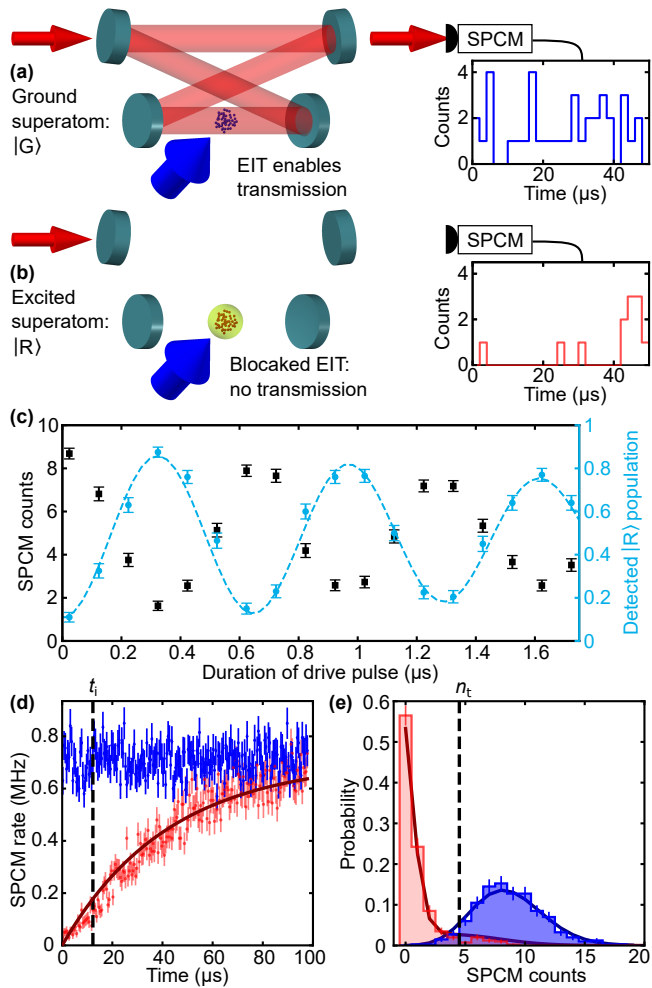 SPCM
(a)
Ground
superatom:
|G⟩
EIT enables
transmission
4
2
0
Counts
0
50
Time (µs)
SPCM
(b)
Excited
superatom:
|R⟩
Blocaked EIT:
no transmission
4
2
0
Counts
0
50
Time (µs)
(c)
10
8
6
4
2
0
SPCM counts
1
0.8
0.6
0.4
0.2
0
Detected |R⟩ population
0 0.2 0.4 0.6 0.8 1 1.2 1.4 1.6
Duration of drive pulse (µs)
(d)
tᵢ
0.8
0.6
0.4
0.2
0
SPCM rate (MHz)
0 20 40 60 80 100
Time (µs)
(e)
nₜ
0.6
0.5
0.4
0.3
0.2
0.1
0
Probability
0 5 10 15 20
SPCM counts